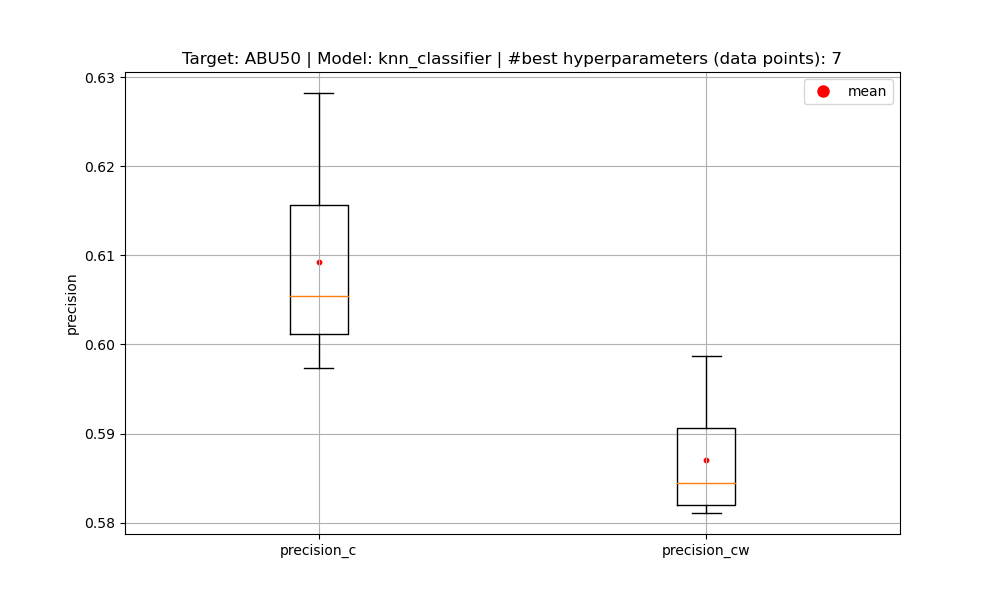 Target: ABU50 | Model: knn_classifier | #best hyperparameters (data points): 7
mean
precision
0.63
0.62
0.61
0.60
0.59
0.58
precision_c
precision_cw